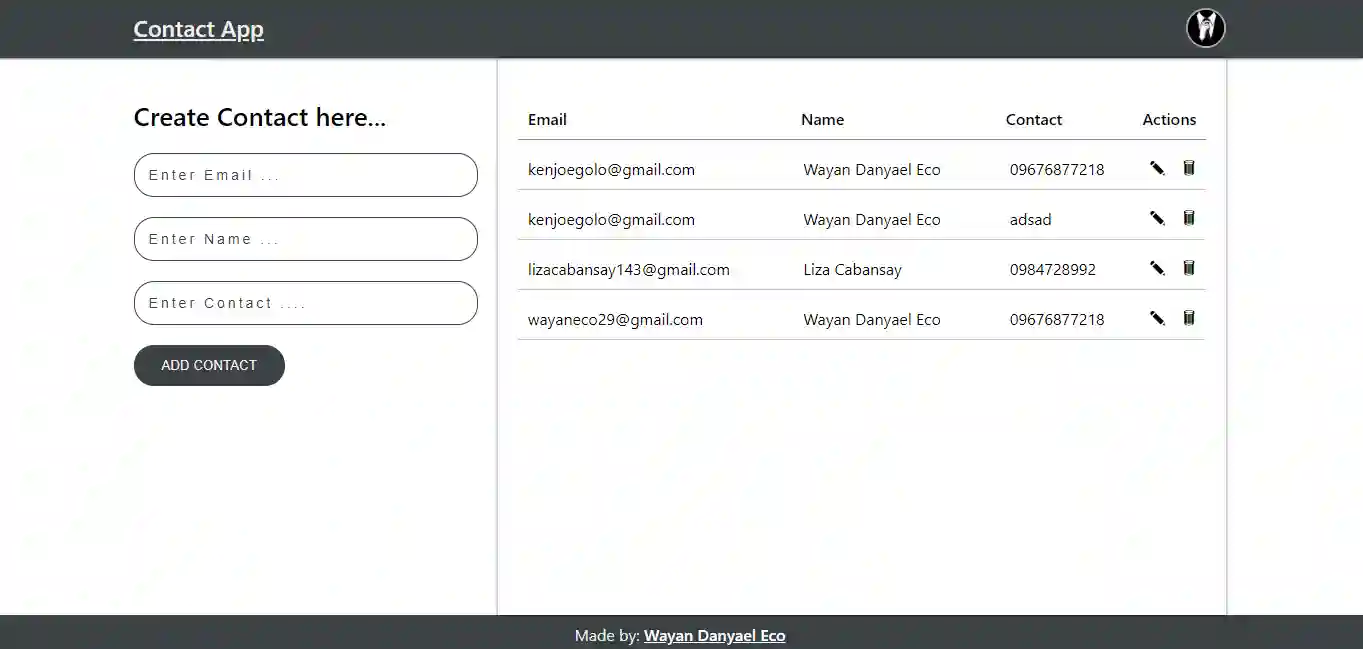 Contact App
Create Contact here...
Enter Email ...
Enter Name ...
Enter Contact ....
ADD CONTACT
Email Name Contact Actions
kenjoegolo@gmail.com Wayan Danyael Eco 09676877218
kenjoegolo@gmail.com Wayan Danyael Eco adsad
lizacabansay143@gmail.com Liza Cabansay 0984728992
wayaneco29@gmail.com Wayan Danyael Eco 09676877218
Made by: Wayan Danyael Eco